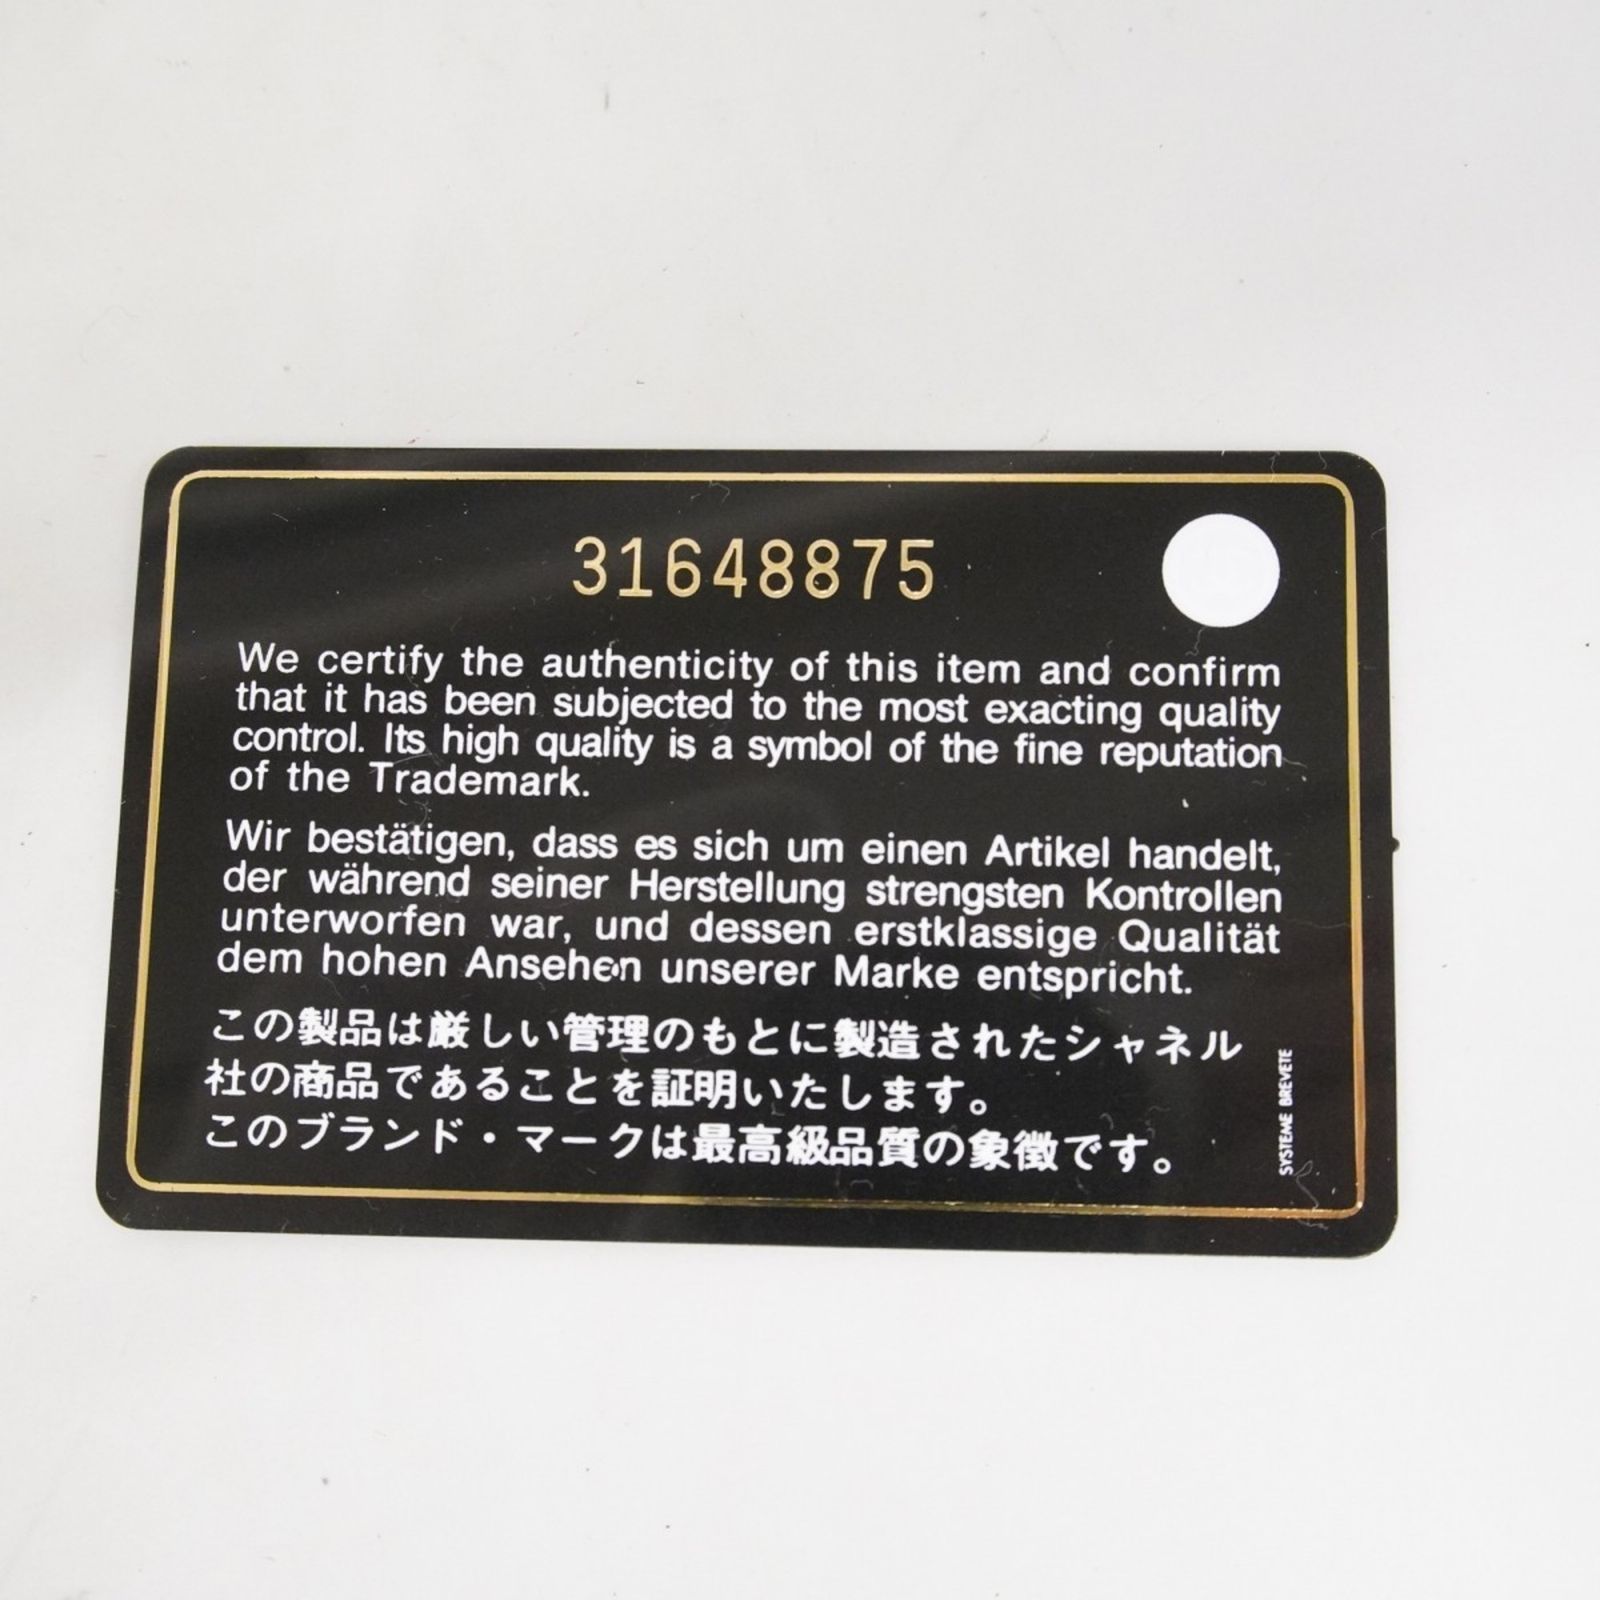 31648875
We certify the authenticity of this item and confirm
that it has been subjected to the most exacting quality
control. Its high quality is a symbol of the fine reputation
of the Trademark.
Wir bestätigen, dass es sich um einen Artikel handelt,
der während seiner Herstellung strengsten Kontrollen
unterworfen war, und dessen erstklassige Qualität
dem hohen Ansehen unserer Marke entspricht.
この製品は厳しい管理のもとに製造されたシャネル
社の商品であることを証明いたします。
このブランド・マークは最高級品質の象徴です。
SYSTEME BREVETE